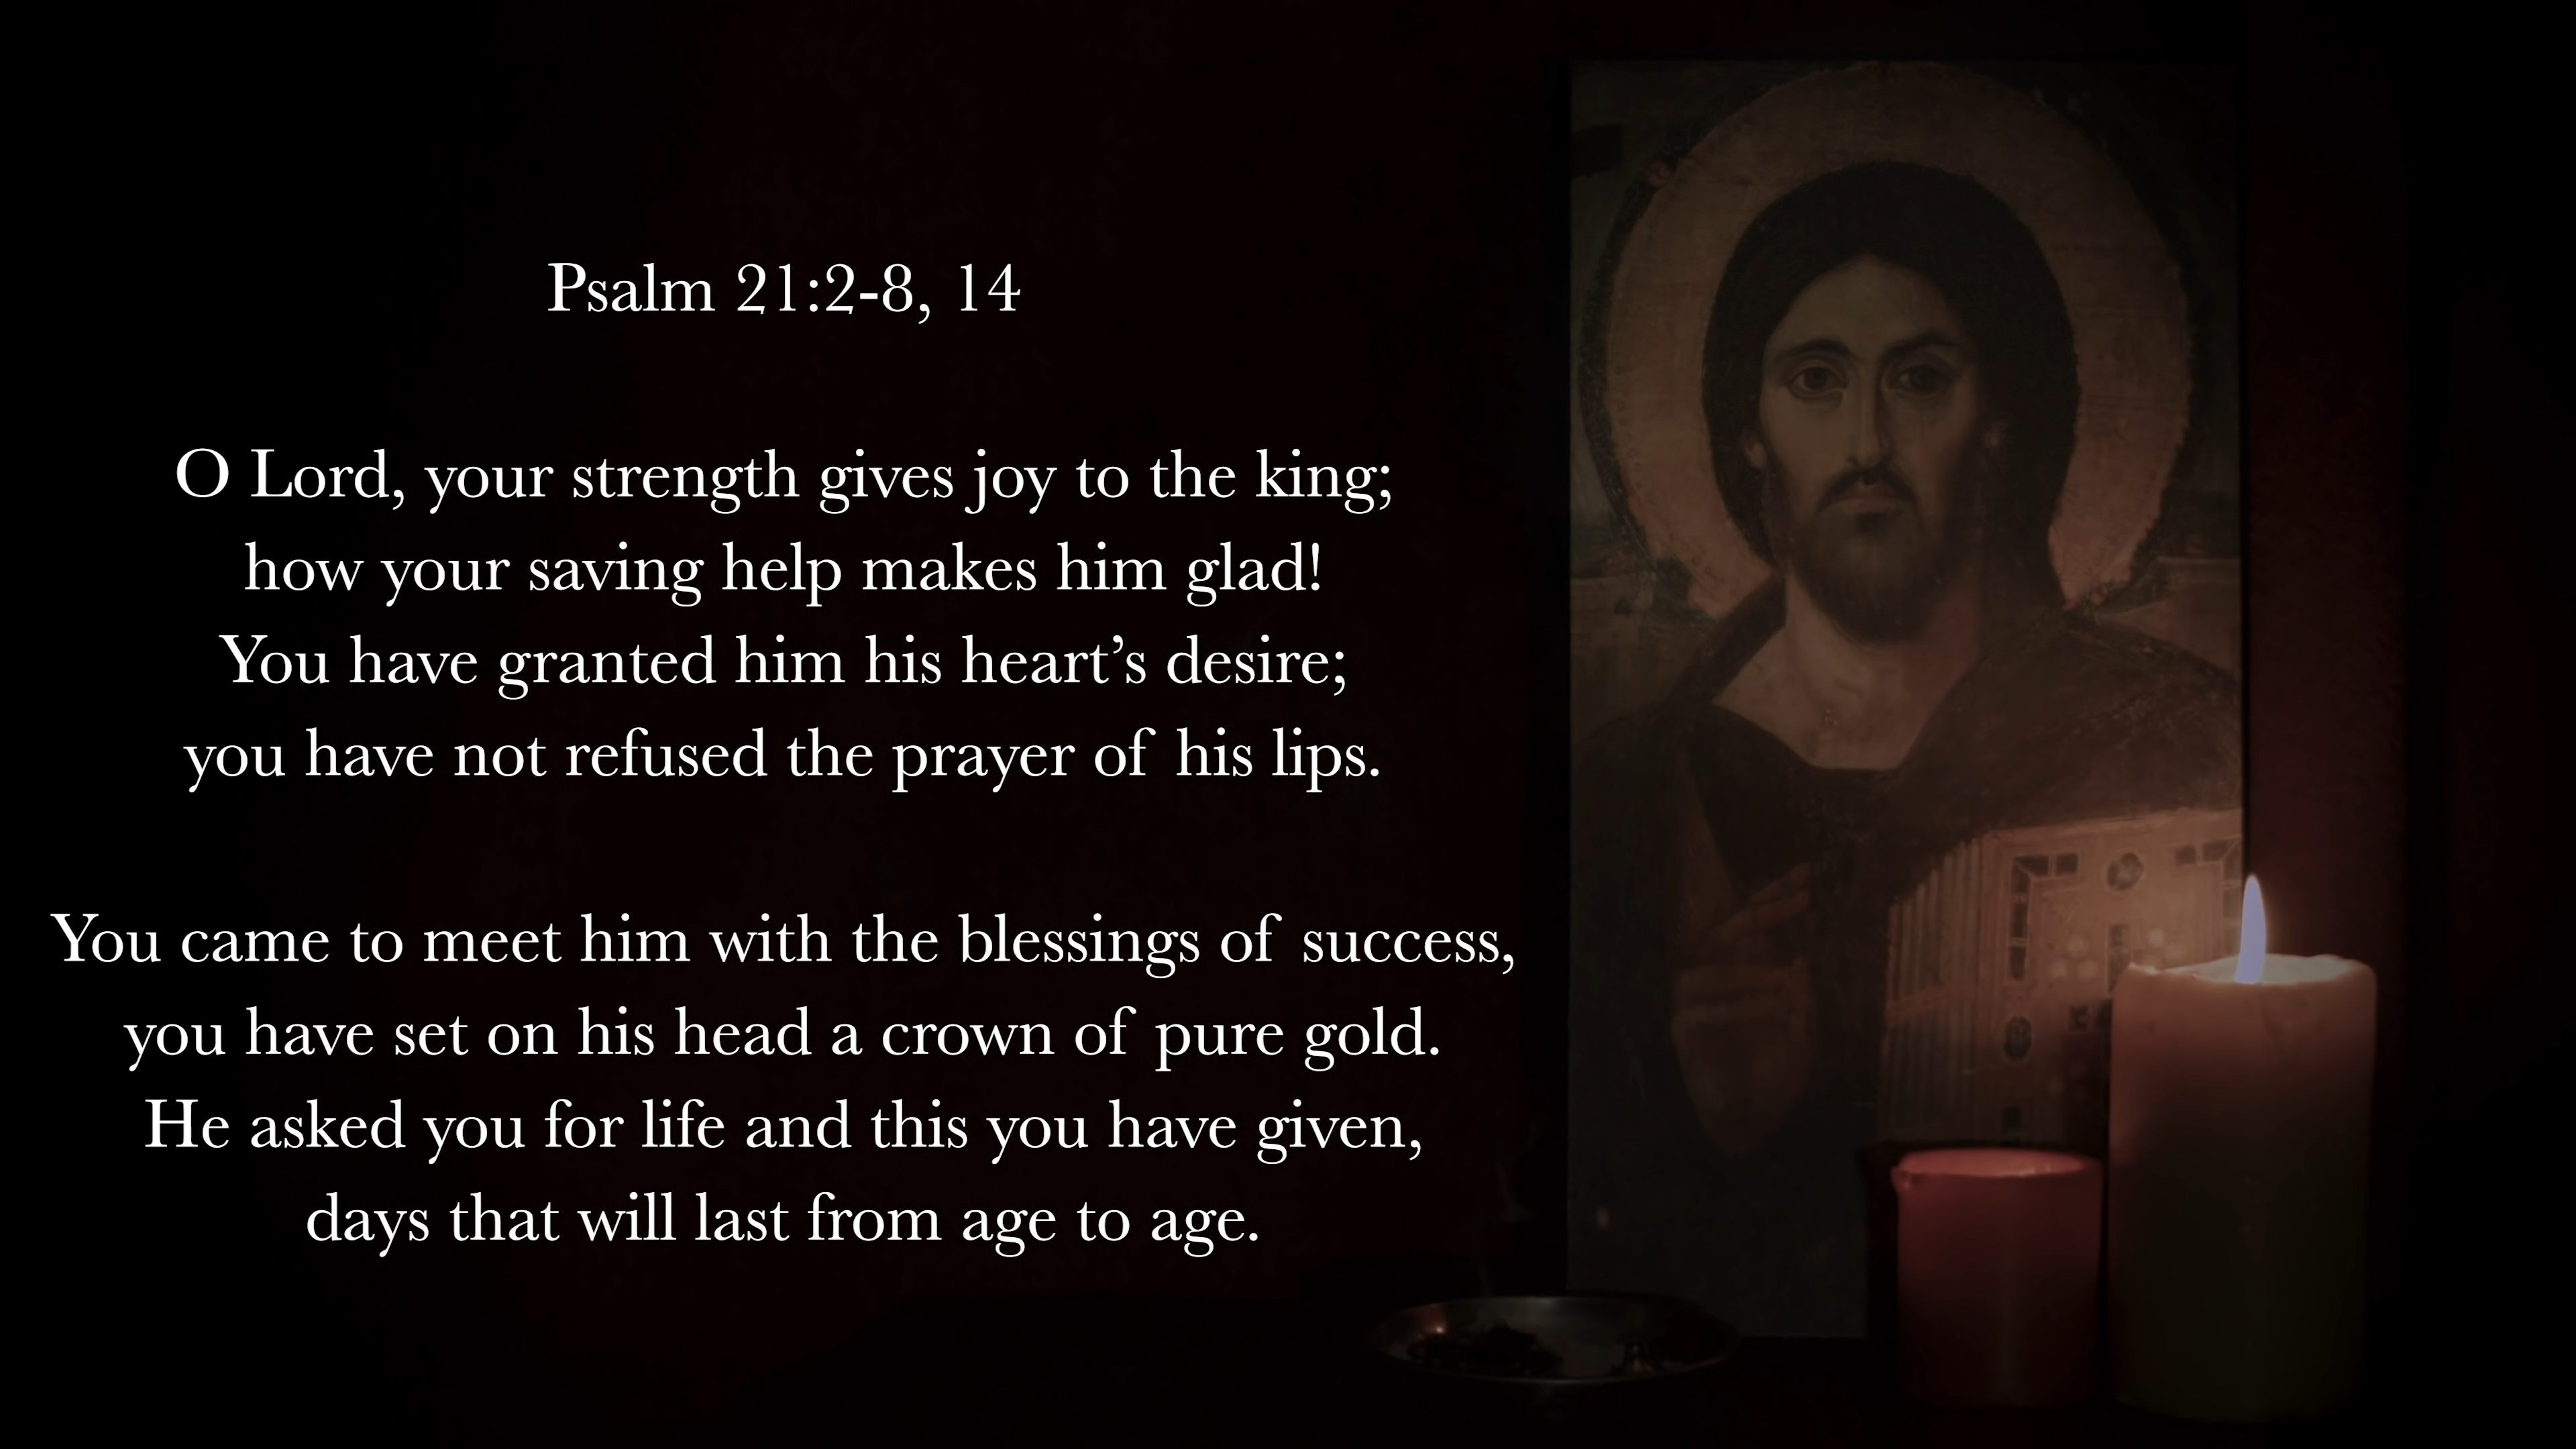 Psalm 21:2-8, 14
O Lord, your strength gives joy to the king;
how your saving help makes him glad!
You have granted him his heart’s desire;
you have not refused the prayer of his lips.
You came to meet him with the blessings of success,
you have set on his head a crown of pure gold.
He asked you for life and this you have given,
days that will last from age to age.